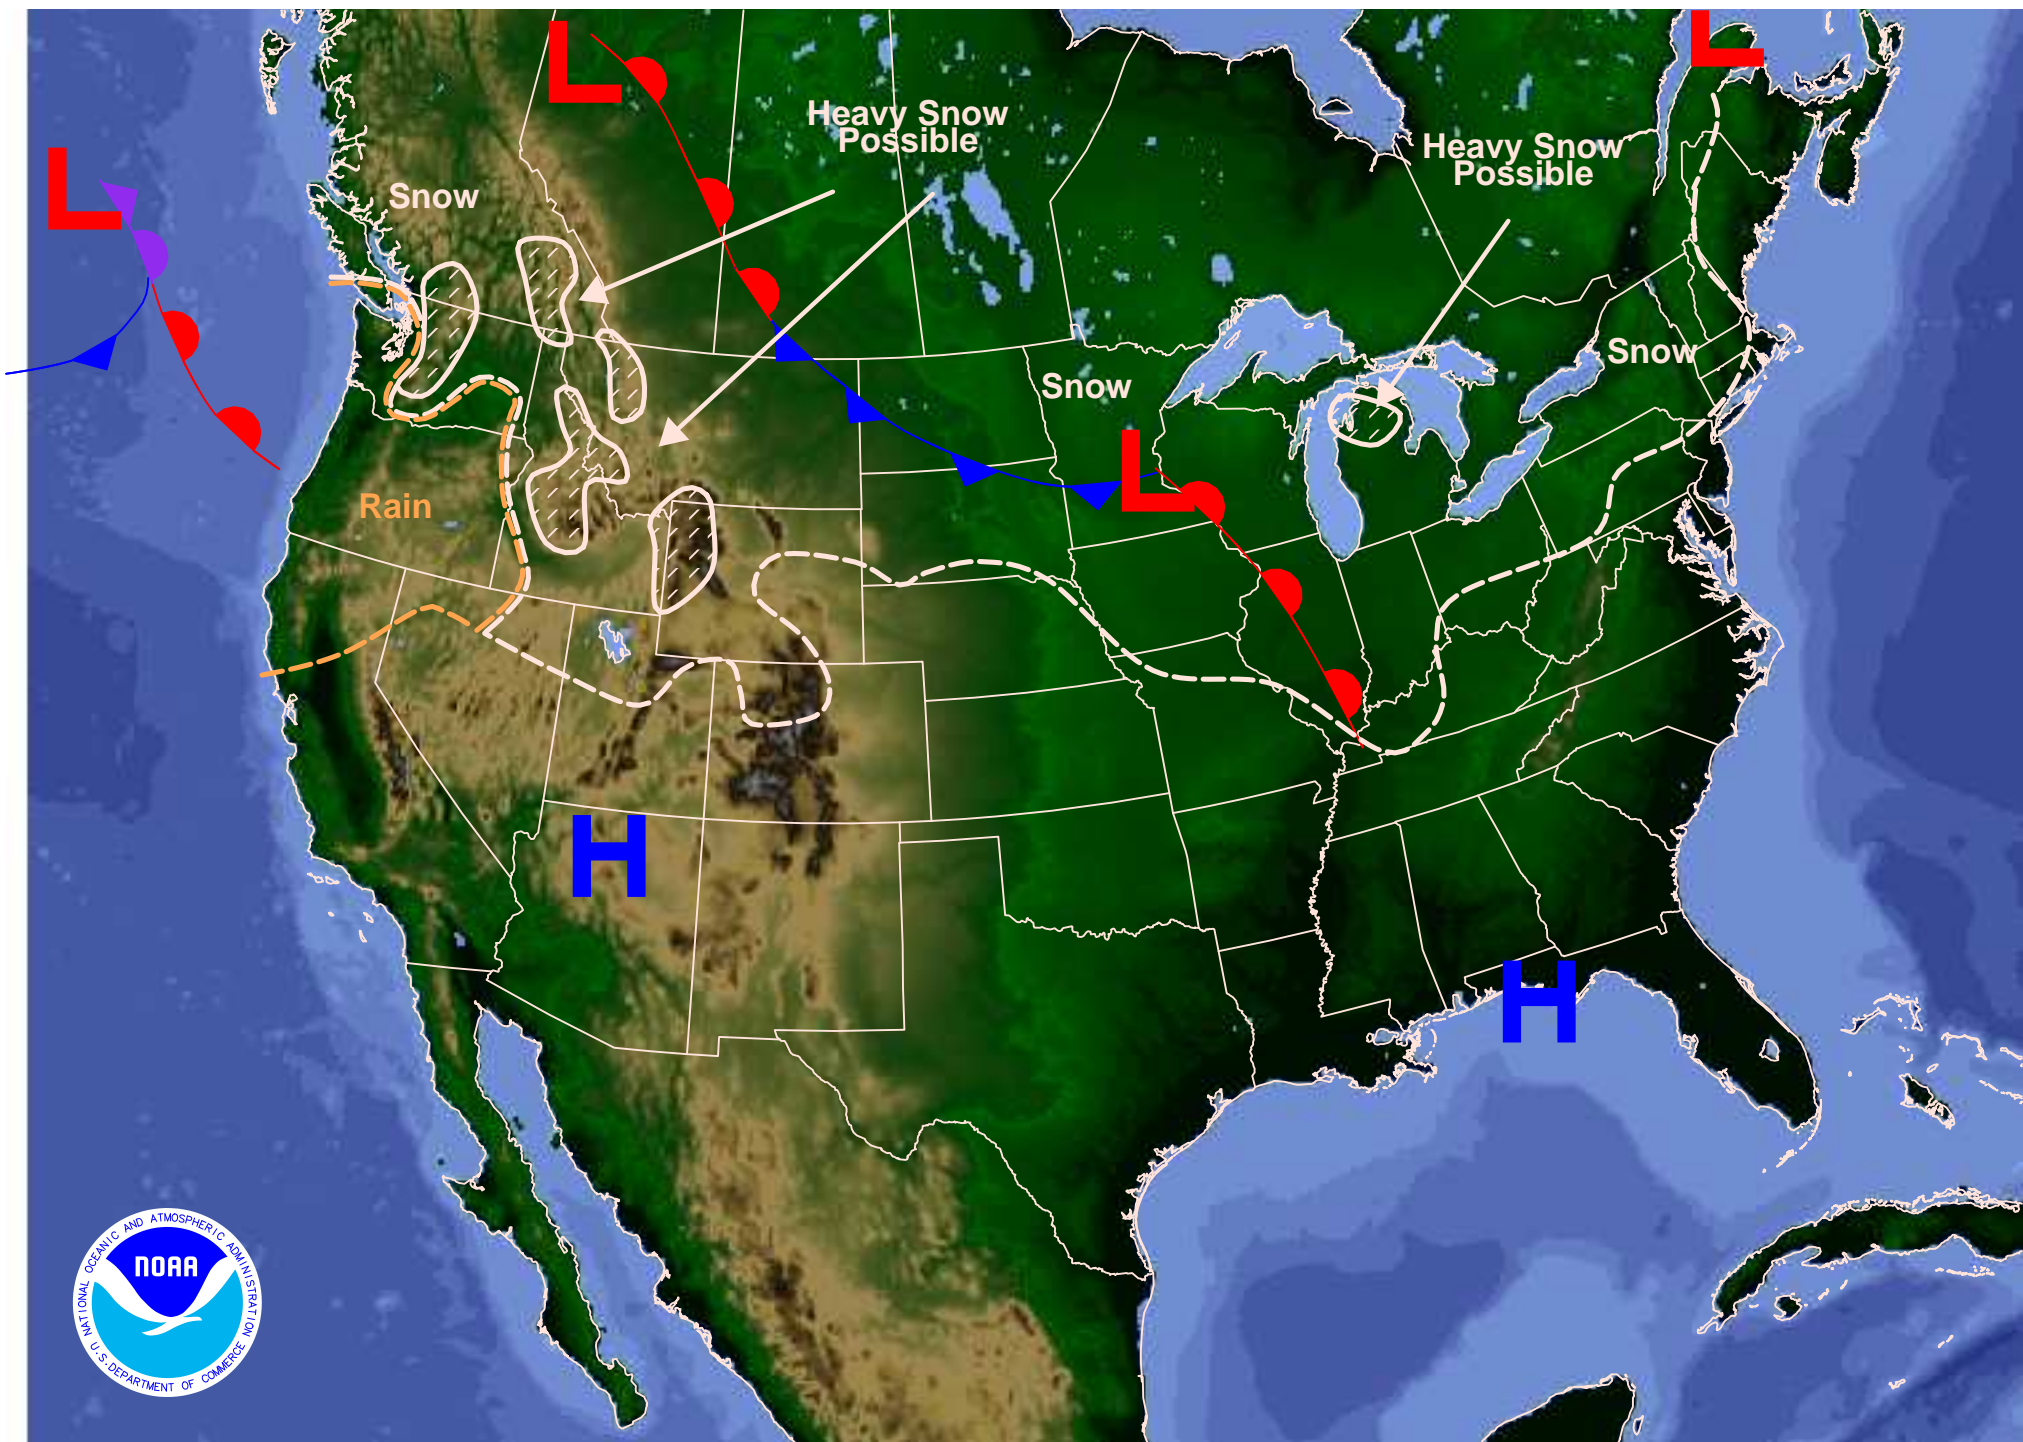 L
L
L
Heavy Snow
Possible
Heavy Snow
Possible
Snow
Snow
Snow
L
Rain
H
H
NATIONAL OCEANIC AND ATMOSPHERIC ADMINISTRATION
NOAA
U.S. DEPARTMENT OF COMMERCE